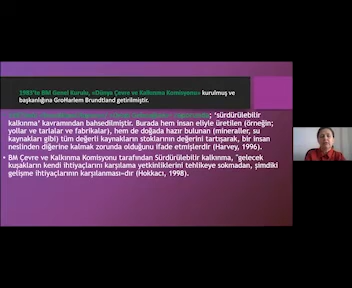 1983'te BM Genel Kurulu, «Dünya Çevre ve Kalkınma Komisyonu» kurulmuş ve
başkanlığına GroHarlem Brundtland getirilmiştir.
'sürdürülebilir
kalkınma' kavramından bahsedilmiştir. Burada hem insan eliyle üretilen (örneğin;
yollar ve tarlalar ve fabrikalar), hem de doğada hazır bulunan (mineraller, su
kaynakları gibi) tüm değerli kaynakların stoklarının değerini tartışarak, bir insan
neslinden diğerine kalmak zorunda olduğunu ifade etmişlerdir (Harvey, 1996).
• BM Çevre ve Kalkınma Komisyonu tarafından Sürdürülebilir kalkınma, "gelecek
kuşakların kendi ihtiyaçlarını karşılama yetkinliklerini tehlikeye sokmadan, şimdiki
gelişme ihtiyaçlarının karşılanması» dır (Hokkacı, 1998).